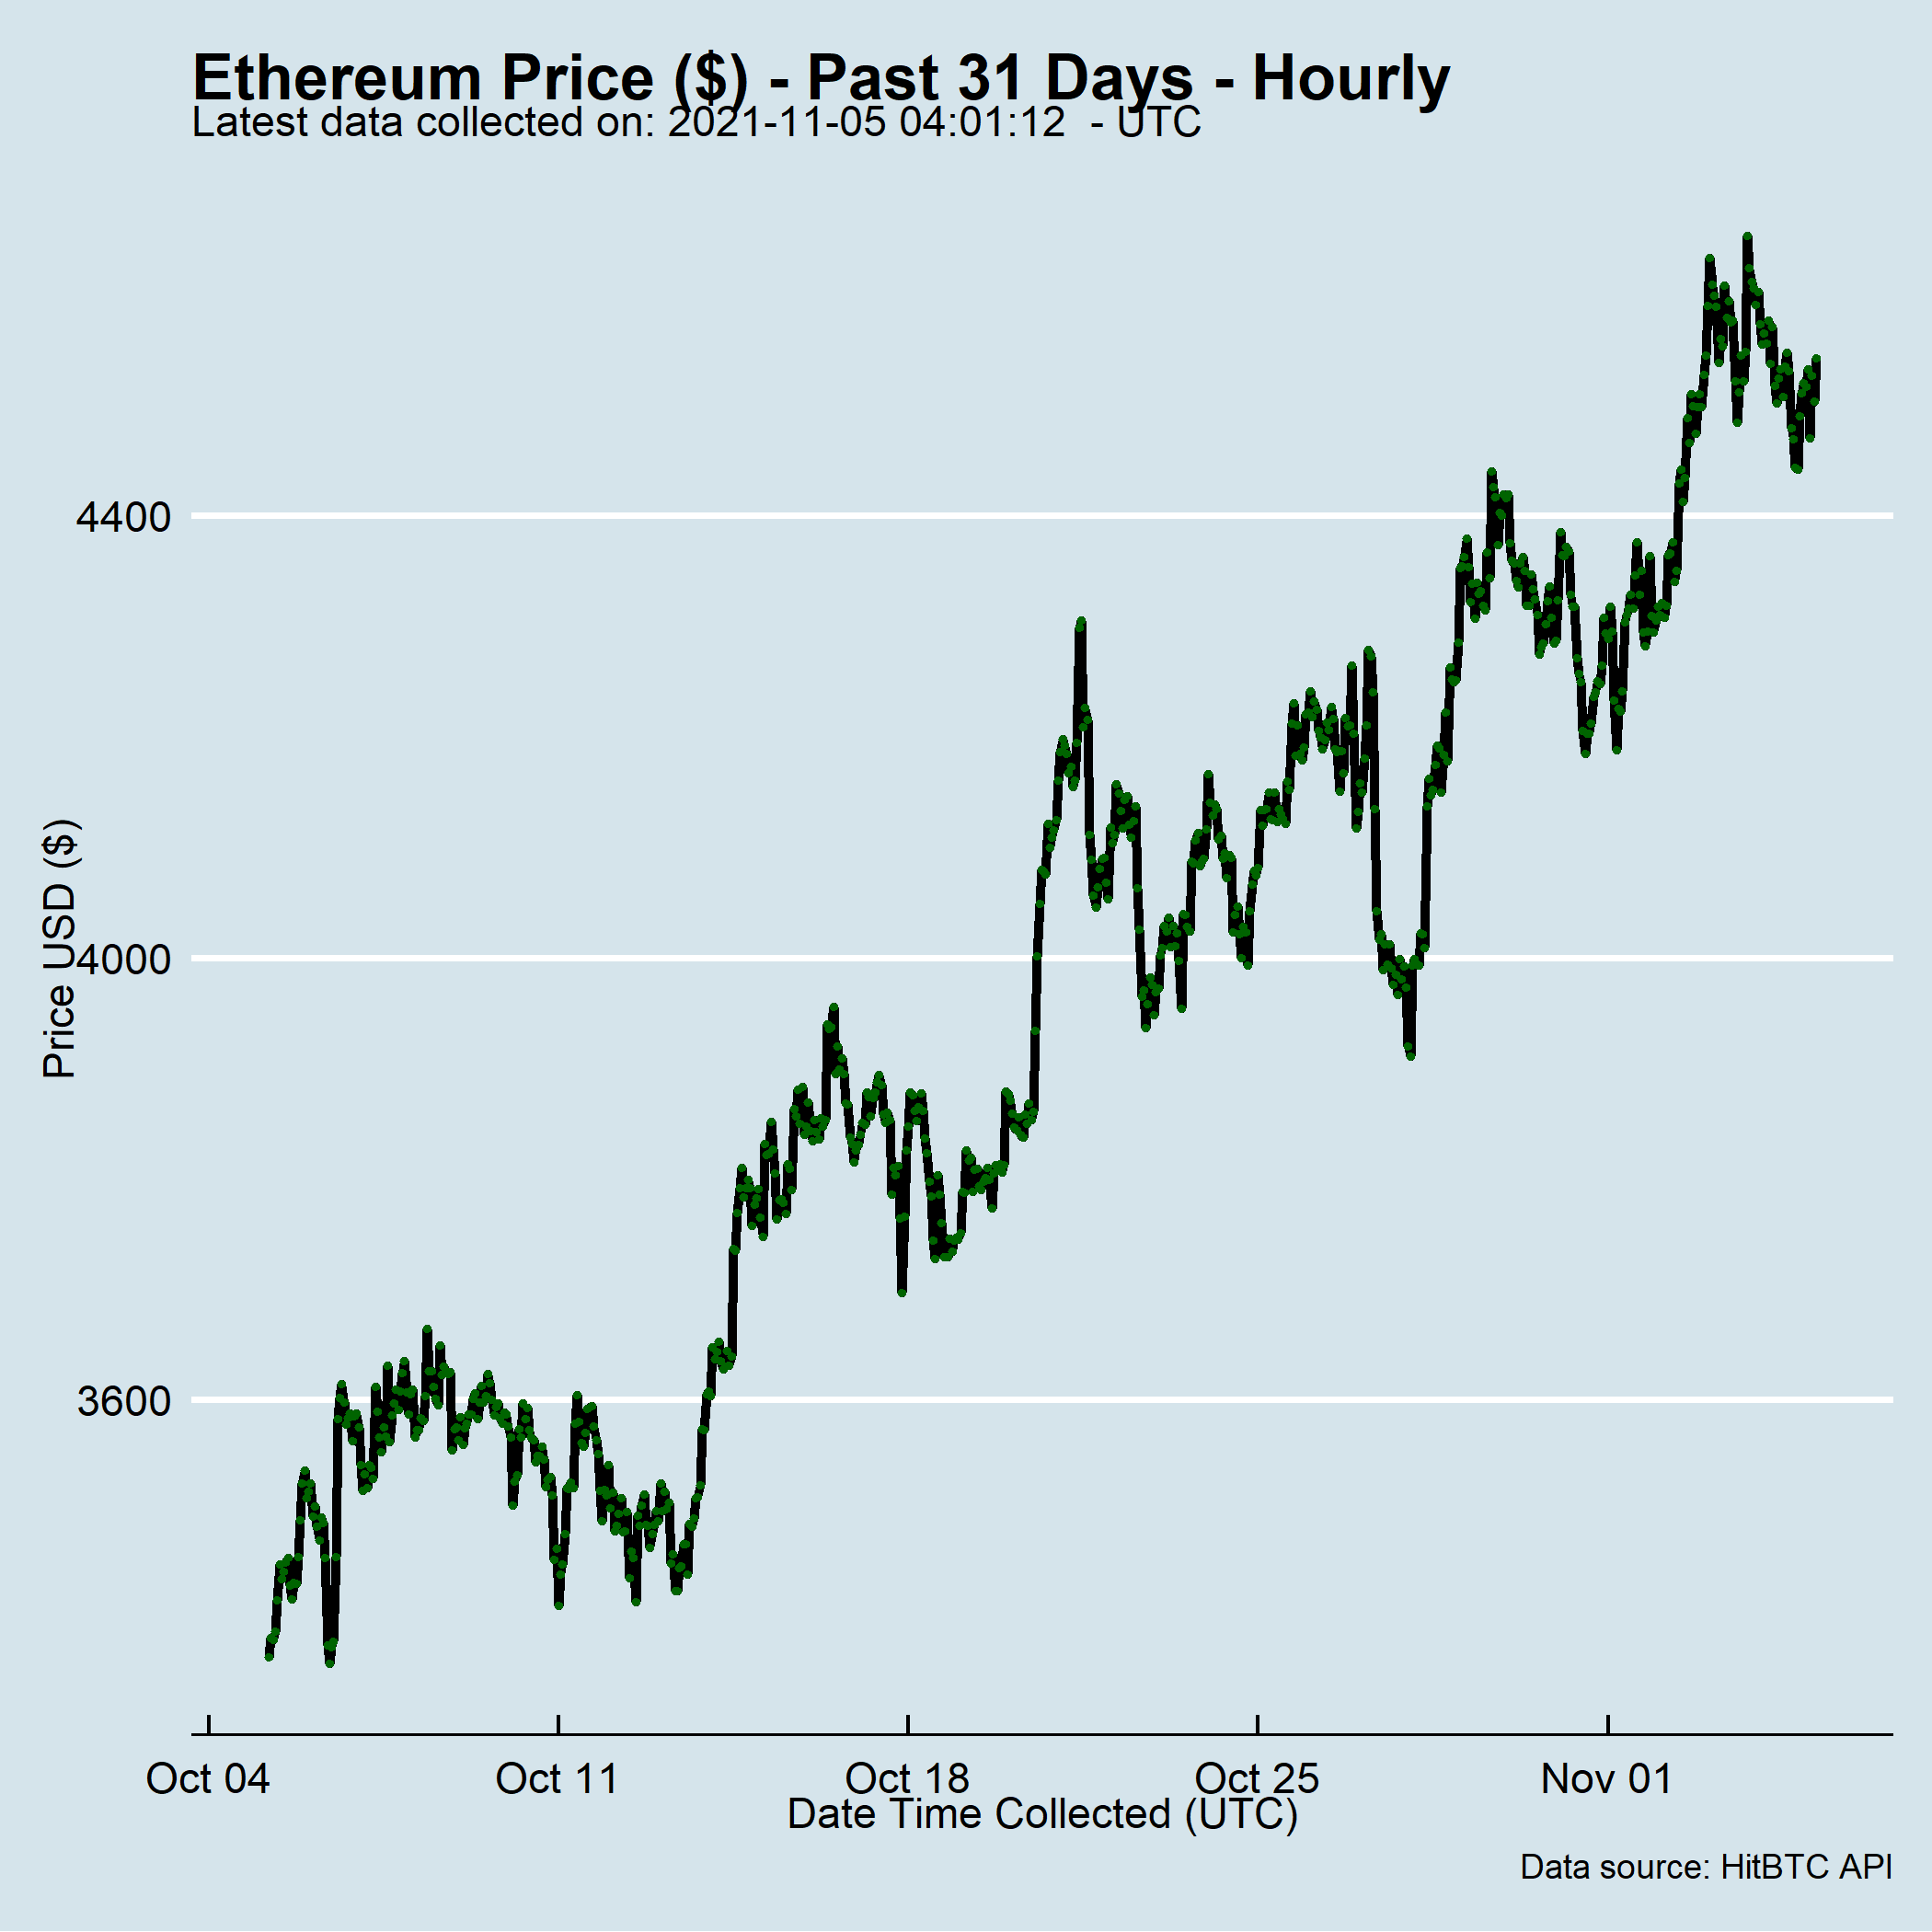 Ethereum Price ($) - Past 31 Days - Hourly
Latest data collected on: 2021-11-05 04:01:12  - UTC
Price USD ($)
4400
4000
3600
Oct 04
Oct 11
Oct 18
Oct 25
Nov 01
Date Time Collected (UTC)
Data source: HitBTC API